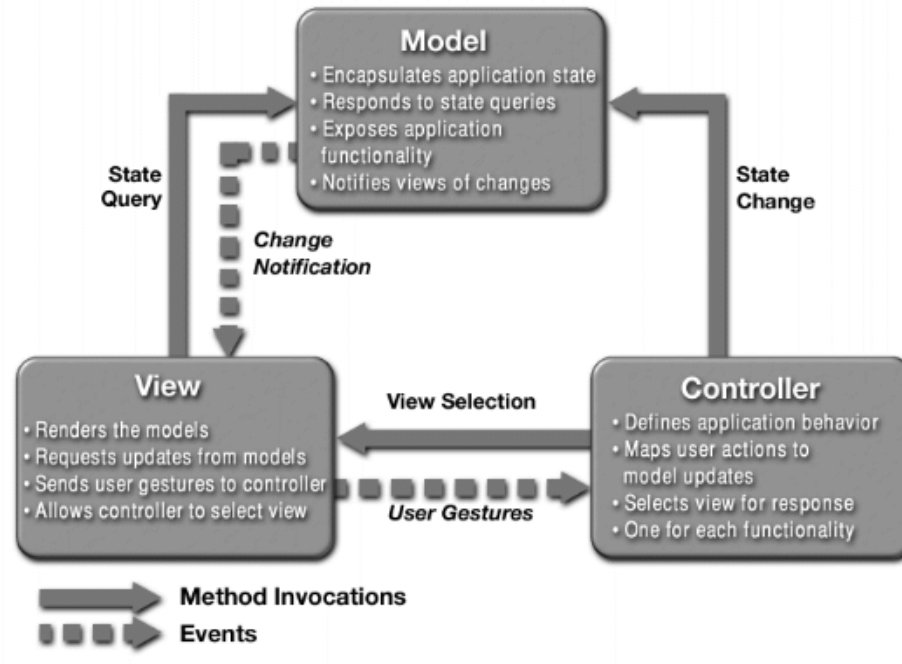 Model
• Encapsulates application state
• Responds to state queries
• Exposes application
functionality
• Notifies views of changes
State
Query
Change
Notification
State
Change
View
• Renders the models
• Requests updates from models
• Sends user gestures to controller
• Allows controller to select view
View Selection
User Gestures
Controller
• Defines application behavior
• Maps user actions to
model updates
• Selects view for response
• One for each functionality
Method Invocations
Events